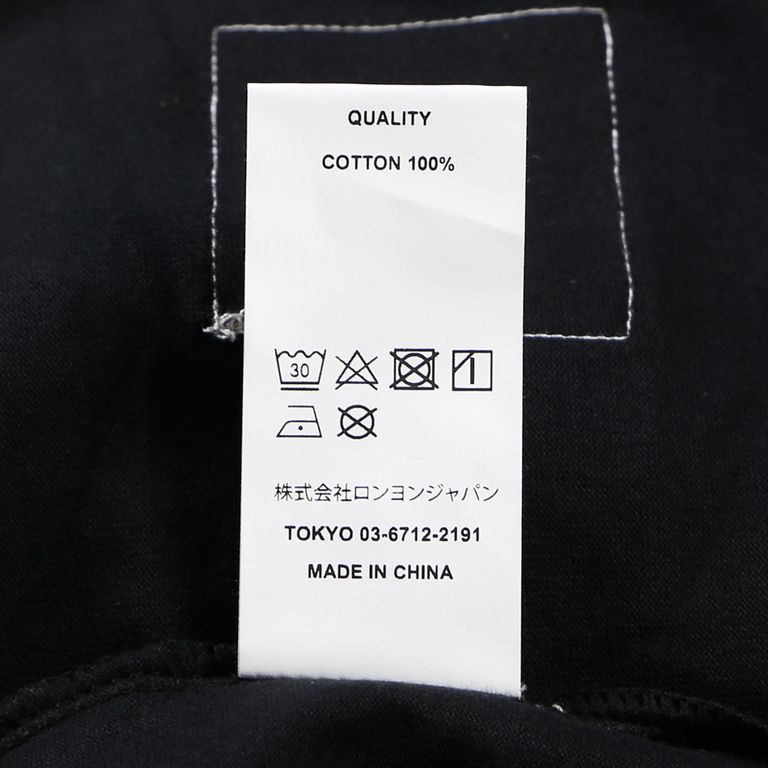 QUALITY
COTTON 100%
30
株式会社ロンヨンジャパン
TOKYO 03-6712-2191
MADE IN CHINA